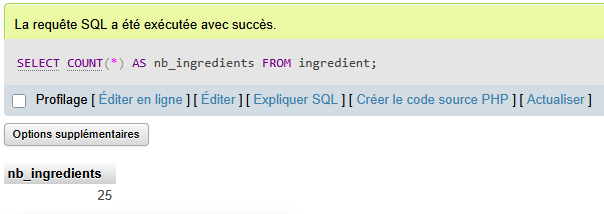 La requête SQL a été exécutée avec succès.
SELECT COUNT(*) AS nb_ingredients FROM ingredient;
Profilage [ Éditer en ligne ] [ Éditer ] [ Expliquer SQL ] [ Créer le code source PHP ] [ Actualiser ]
Options supplémentaires
nb_ingredients
25